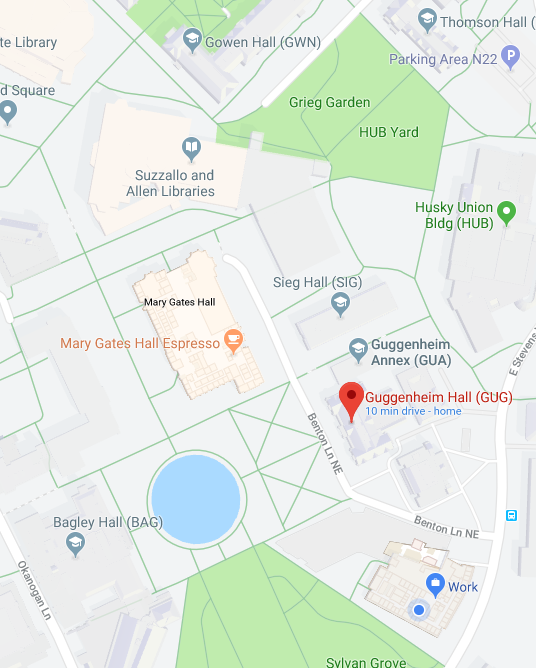 Thomson Hall (
te Library
Gowen Hall (GWN)
Parking Area N22
P
d Square
Grieg Garden
HUB Yard
Suzzallo and
Allen Libraries
Husky Union
Bldg (HUB)
Sieg Hall (SIG)
Mary Gates Hall
Mary Gates Hall Espresso
Guggenheim
Annex (GUA)
E Stevens
Guggenheim Hall (GUG)
10 min drive - home
Benton Ln NE
Bagley Hall (BAG)
Benton Ln NE
Okanogan Ln
Work
Sylvan Grove